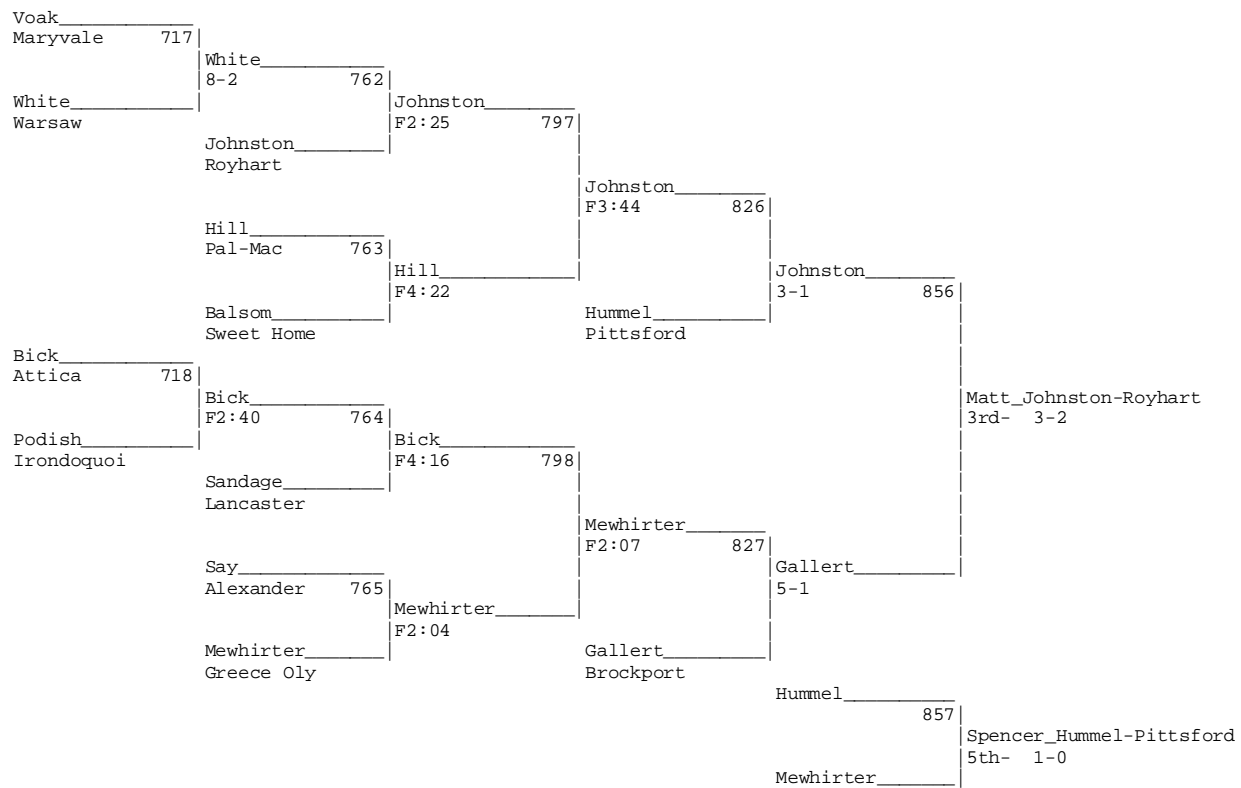 Voak
Maryvale 717
White
8-2 762
White
Johnston
Warsaw
F2:25 797
Johnston
Royhart
Johnston
F3:44 826
Hill
Pal-Mac 763
Hill
Johnston
F4:22
3-1 856
Balsom
Hummel
Sweet Home
Pittsford
Bick
Attica 718
Bick
Matt_Johnston-Royhart
F2:40 764
3rd- 3-2
Podish
Bick
Irondoquoi
F4:16 798
Sandage
Lancaster
Mewhirter
F2:07 827
Say
Gallert
Alexander 765
5-1
Mewhirter
F2:04
Mewhirter
Gallert
Greece Oly
Brockport
Hummel
857
Spencer_Hummel-Pittsford
5th- 1-0
Mewhirter